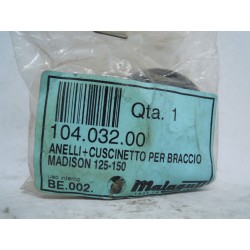 Qta. 1
104.032.00
ANELLI+CUSCINETTO PER BRACCIO
MADISON 125-150
uso interno
BE.002.